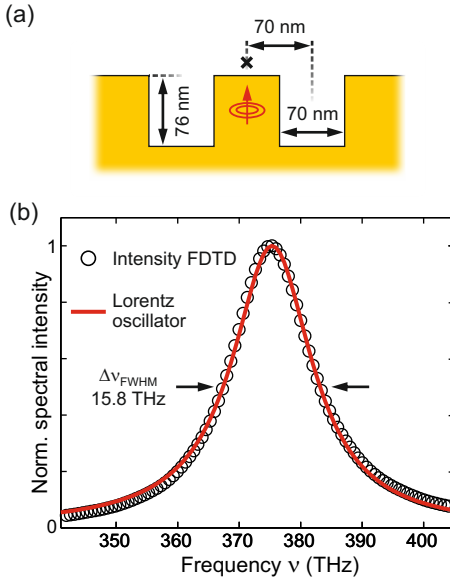 (a)
70 nm
76 nm
70 nm
(b)
1
Intensity FDTD
Lorentz
oscillator
Δν_FWHM
15.8 THz
Norm. spectral intensity
0
350 360 370 380 390 400
Frequency ν (THz)